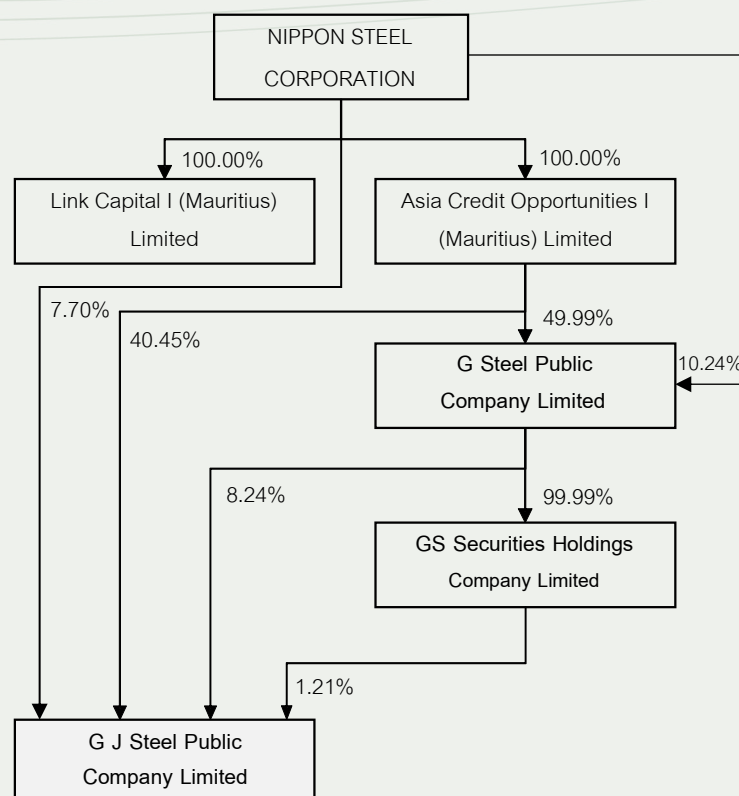 NIPPON STEEL
CORPORATION
100.00%
100.00%
Link Capital I (Mauritius)
Limited
Asia Credit Opportunities I
(Mauritius) Limited
7.70%
40.45%
49.99%
G Steel Public
Company Limited
10.24%
8.24%
99.99%
GS Securities Holdings
Company Limited
1.21%
G J Steel Public
Company Limited